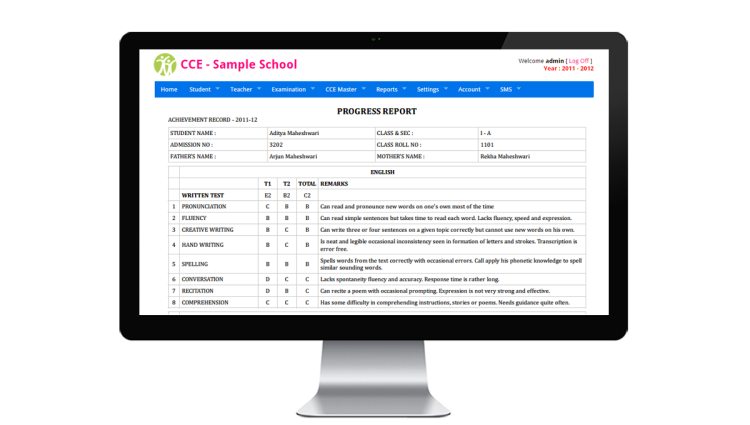 CCE - Sample School
Welcome admin [ Log Off ]
Year : 2011 - 2012
Home Student Teacher Examination CCE Master Reports Settings Account SMS
PROGRESS REPORT
ACHIEVEMENT RECORD - 2011-12
STUDENT NAME : Aditya Maheshwari CLASS & SEC : I - A
ADMISSION NO : 3202 CLASS ROLL NO : 1101
FATHER'S NAME : Arjun Maheshwari MOTHER'S NAME : Rekha Maheshwari
ENGLISH
T1 T2 TOTAL REMARKS
WRITTEN TEST E2 B2 C2
1 PRONUNCIATION C B B Can read and pronounce new words on one's own most of the time
2 FLUENCY B B B Can read simple sentences but takes time to read each word. Lacks fluency, speed and expression.
3 CREATIVE WRITING B C B Can write three or four sentences on a given topic correctly but cannot use new words on his own.
4 HAND WRITING B C B Is neat and legible occasional inconsistency seen in formation of letters and strokes. Transcription is
error free.
5 SPELLING B B B Spells words from the text correctly with occasional errors. Call apply his phonetic knowledge to spell
similar sounding words.
6 CONVERSATION D C C Lacks spontaneity fluency and accuracy. Response time is rather long.
7 RECITATION D B C Can recite a poem with occasional prompting. Expression is not very strong and effective.
8 COMPREHENSION C C C Has some difficulty in comprehending instructions, stories or poems. Needs guidance quite often.